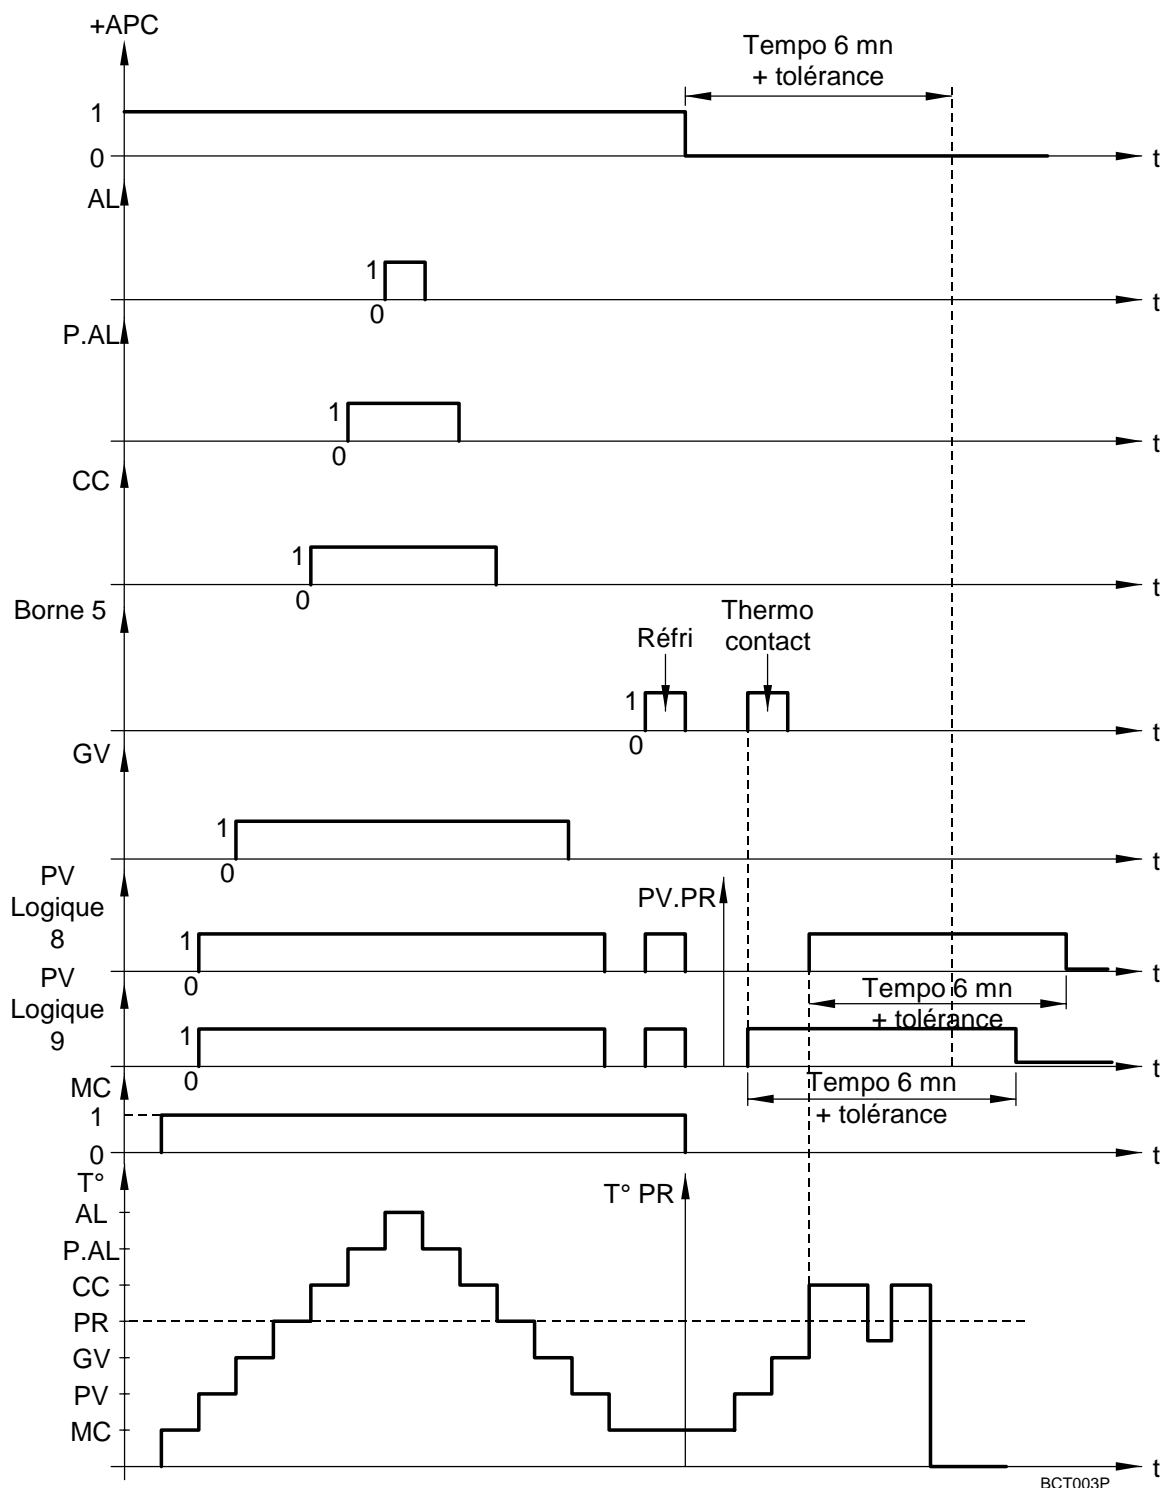 +APC
Tempo 6 mn
+ tolérance
1
0
t
AL
1
0
t
P.AL
1
0
t
CC
1
0
t
Borne 5
Réfri
Thermo
contact
1
0
t
GV
1
0
t
PV
Logique
8
PV.PR
1
0
t
Tempo 6 mn
+ tolérance
PV
Logique
9
1
0
t
Tempo 6 mn
+ tolérance
MC
1
0
t
T°
T° PR
AL
P.AL
CC
PR
GV
PV
MC
t
BCT003P